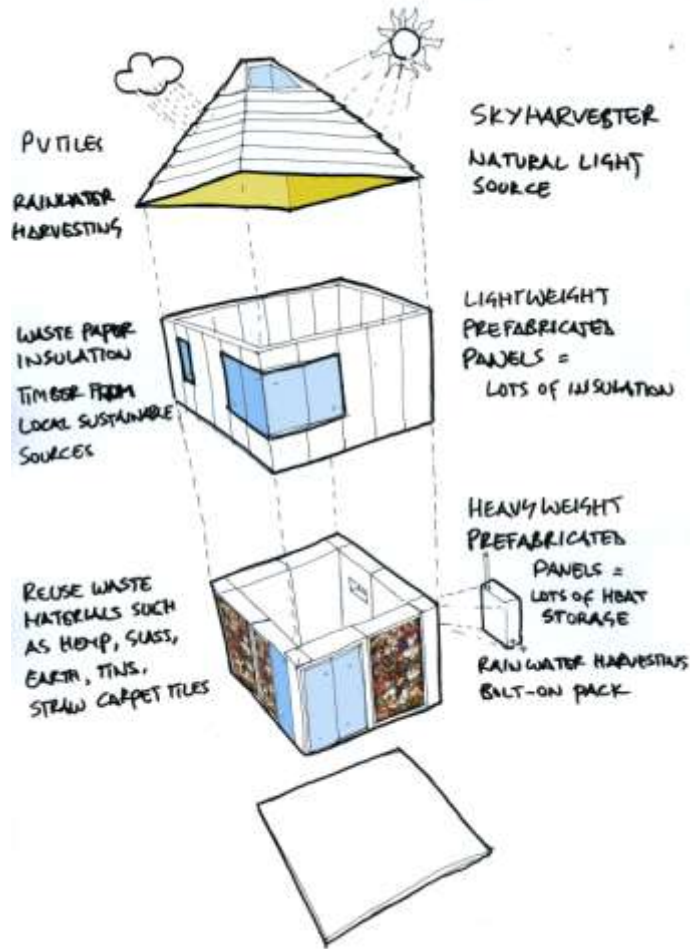 PV TILES
RAINWATER
HARVESTING
SKYHARVESTER
NATURAL LIGHT
SOURCE
WASTE PAPER
INSULATION
TIMBER FROM
LOCAL SUSTAINABLE
SOURCES
LIGHTWEIGHT
PREFABRICATED
PANELS =
LOTS OF INSULATION
REUSE WASTE
MATERIALS SUCH
AS HEMP, GLASS,
EARTH, TINS,
STRAW CARPET TILES
HEAVYWEIGHT
PREFABRICATED
PANELS =
LOTS OF HEAT
STORAGE
RAINWATER HARVESTING
BOLT-ON PACK